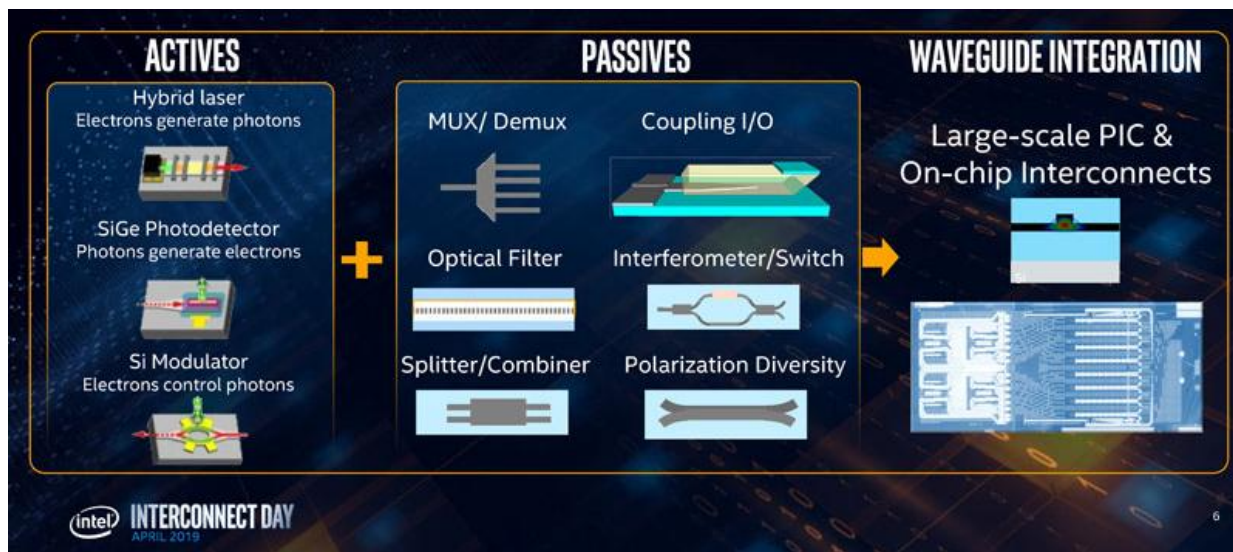 ACTIVES
Hybrid laser
Electrons generate photons
SiGe Photodetector
Photons generate electrons
Si Modulator
Electrons control photons
PASSIVES
MUX/ Demux
Coupling I/O
Optical Filter
Interferometer/Switch
Splitter/Combiner
Polarization Diversity
WAVEGUIDE INTEGRATION
Large-scale PIC &
On-chip Interconnects
Si
intel
INTERCONNECT DAY
APRIL 2019
6